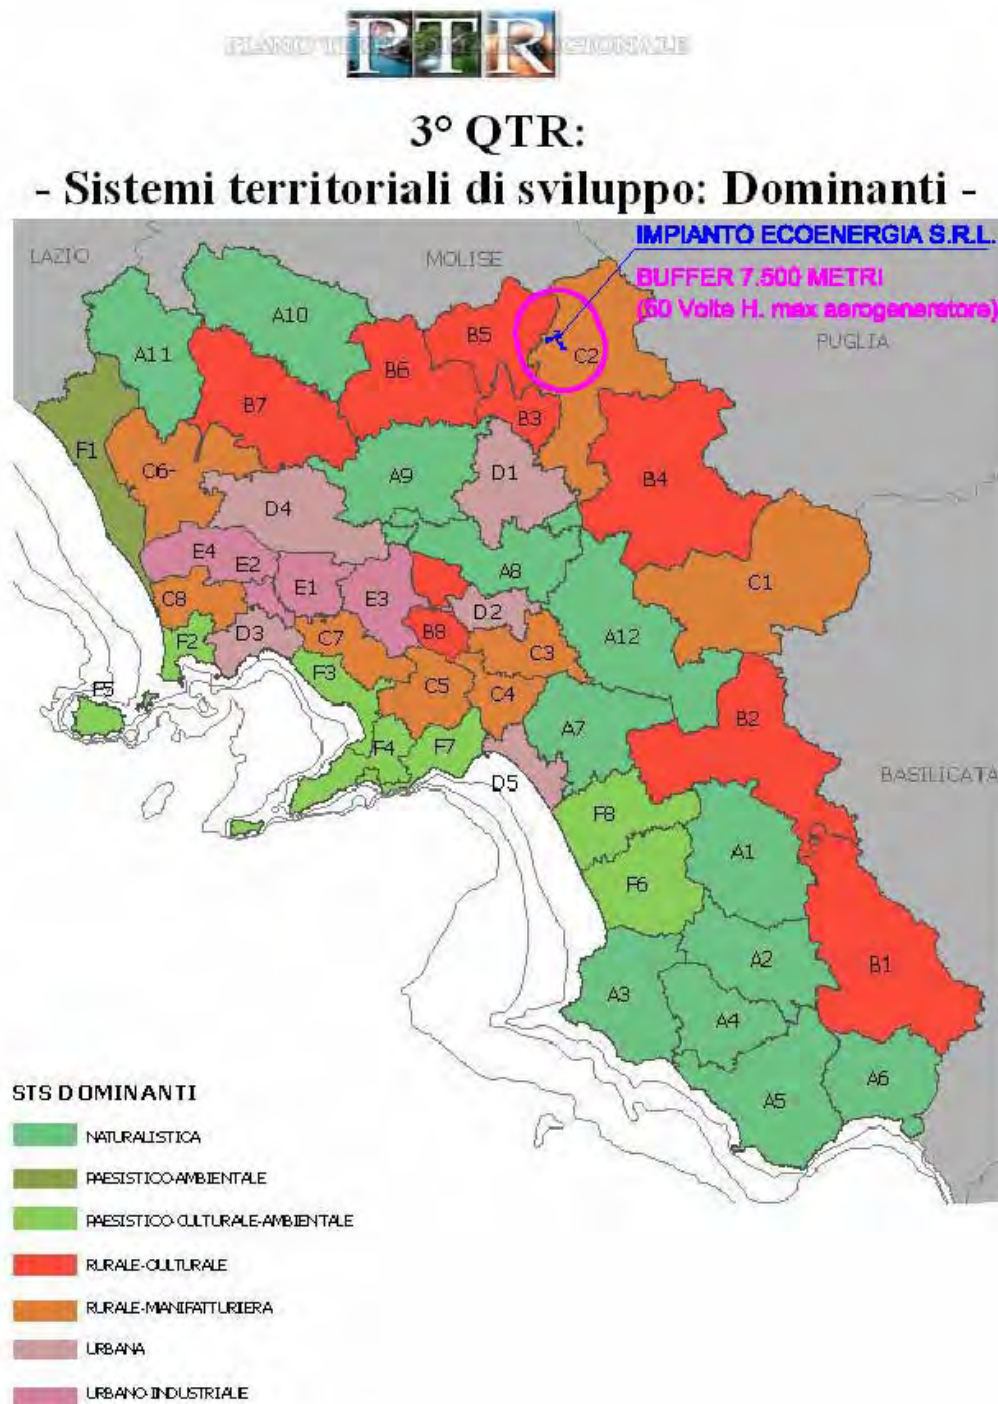 PIANO TERRITORIALE REGIONALE
PTR
3° QTR:
- Sistemi territoriali di sviluppo: Dominanti -
IMPIANTO ECOENERGIA S.R.L.
BUFFER 7.500 METRI
(60 Volte H. max aerogeneratore)
LAZIO
MOLISE
PUGLIA
BASILICATA
A10
A11
B5
B6
C2
B7
B3
F1
C6-
A9
D1
B4
D4
E4
E2
E1
E3
A8
C1
C8
D2
F2
D3
C7
B8
C3
A12
F3
C5
C4
F5
A7
B2
F4
F7
D5
F8
A1
F6
A2
B1
A3
A4
A5
A6
STS DOMINANTI
NATURALISTICA
PAESISTICO-AMBIENTALE
PAESISTICO-CULTURALE-AMBIENTALE
RURALE-CULTURALE
RURALE-MANIFATTURIERA
URBANA
URBANO-INDUSTRIALE